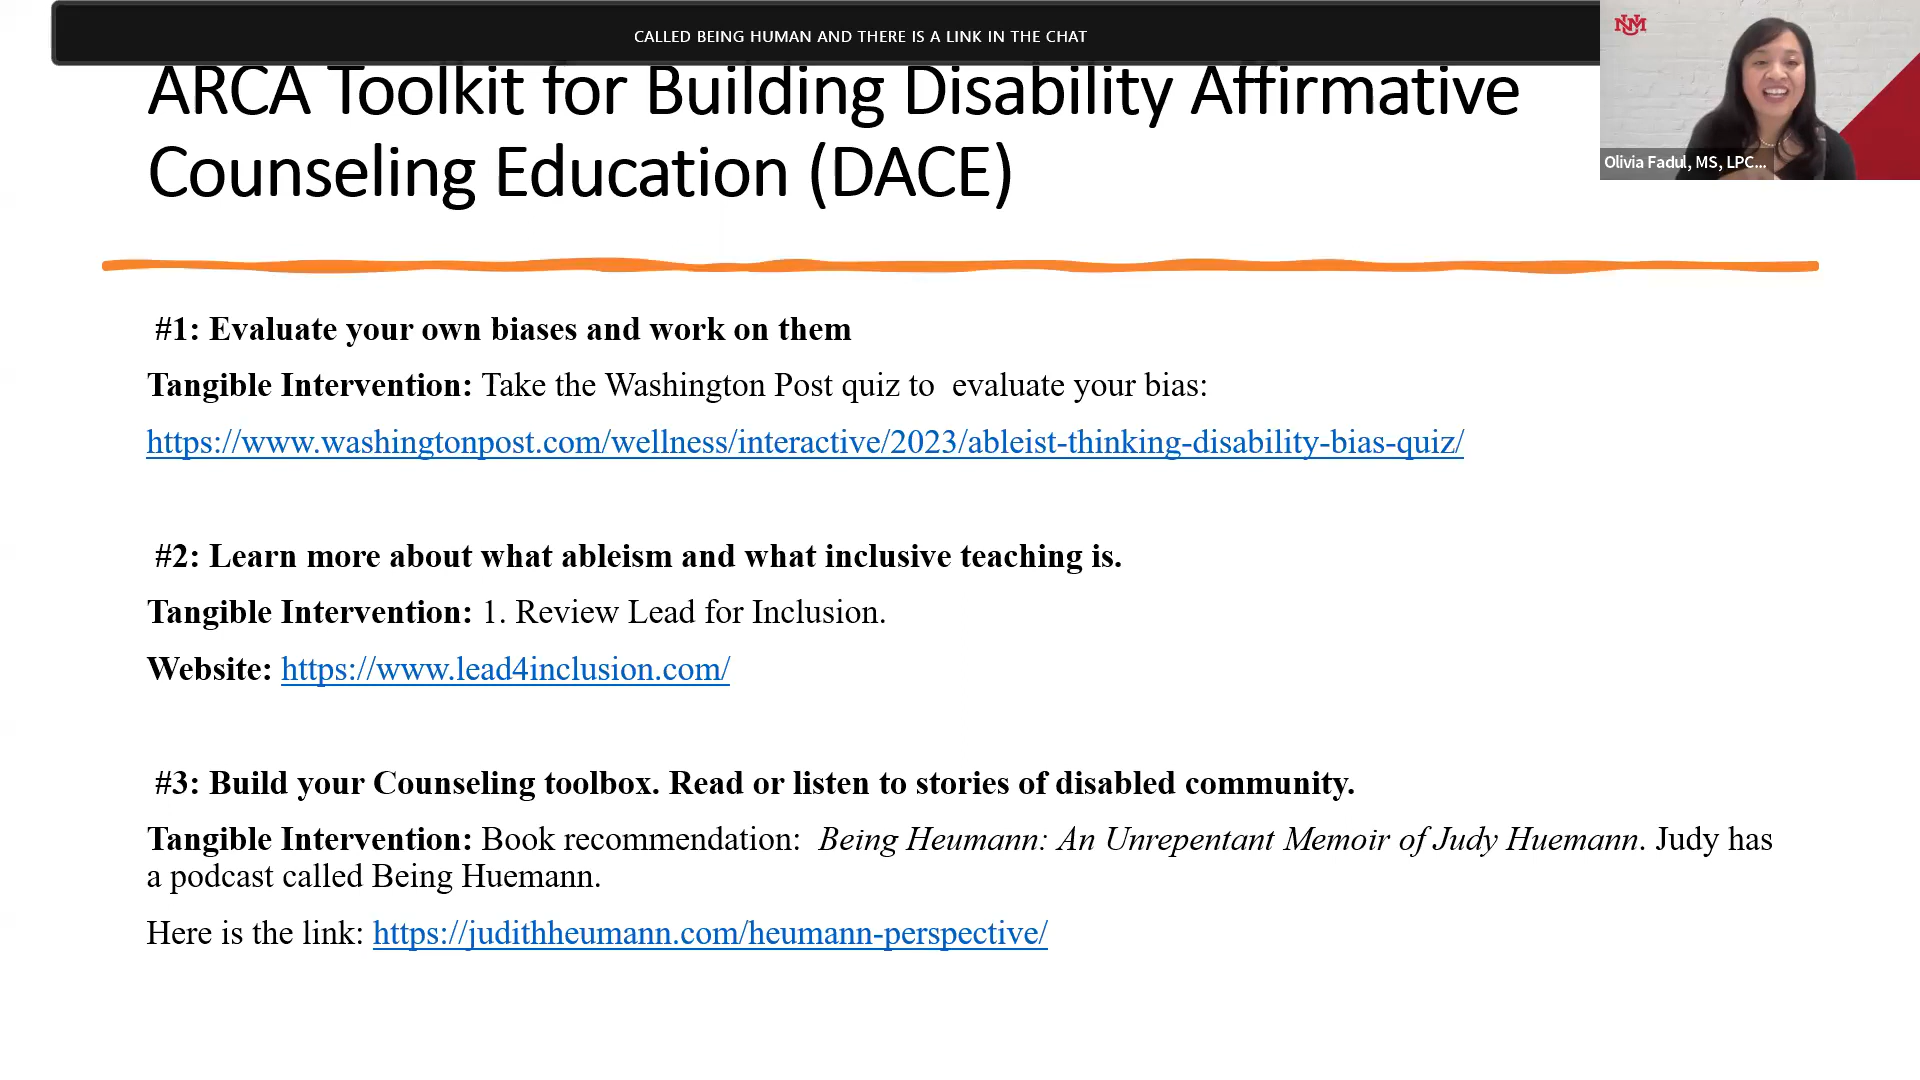 CALLED BEING HUMAN AND THERE IS A LINK IN THE CHAT
NM
Olivia Fadul, MS, LPC...
ARCA Toolkit for Building Disability Affirmative
Counseling Education (DACE)
#1: Evaluate your own biases and work on them
Tangible Intervention: Take the Washington Post quiz to  evaluate your bias:
https://www.washingtonpost.com/wellness/interactive/2023/ableist-thinking-disability-bias-quiz/
#2: Learn more about what ableism and what inclusive teaching is.
Tangible Intervention: 1. Review Lead for Inclusion.
Website: https://www.lead4inclusion.com/
#3: Build your Counseling toolbox. Read or listen to stories of disabled community.
Tangible Intervention: Book recommendation:  Being Heumann: An Unrepentant Memoir of Judy Huemann. Judy has
a podcast called Being Huemann.
Here is the link: https://judithheumann.com/heumann-perspective/